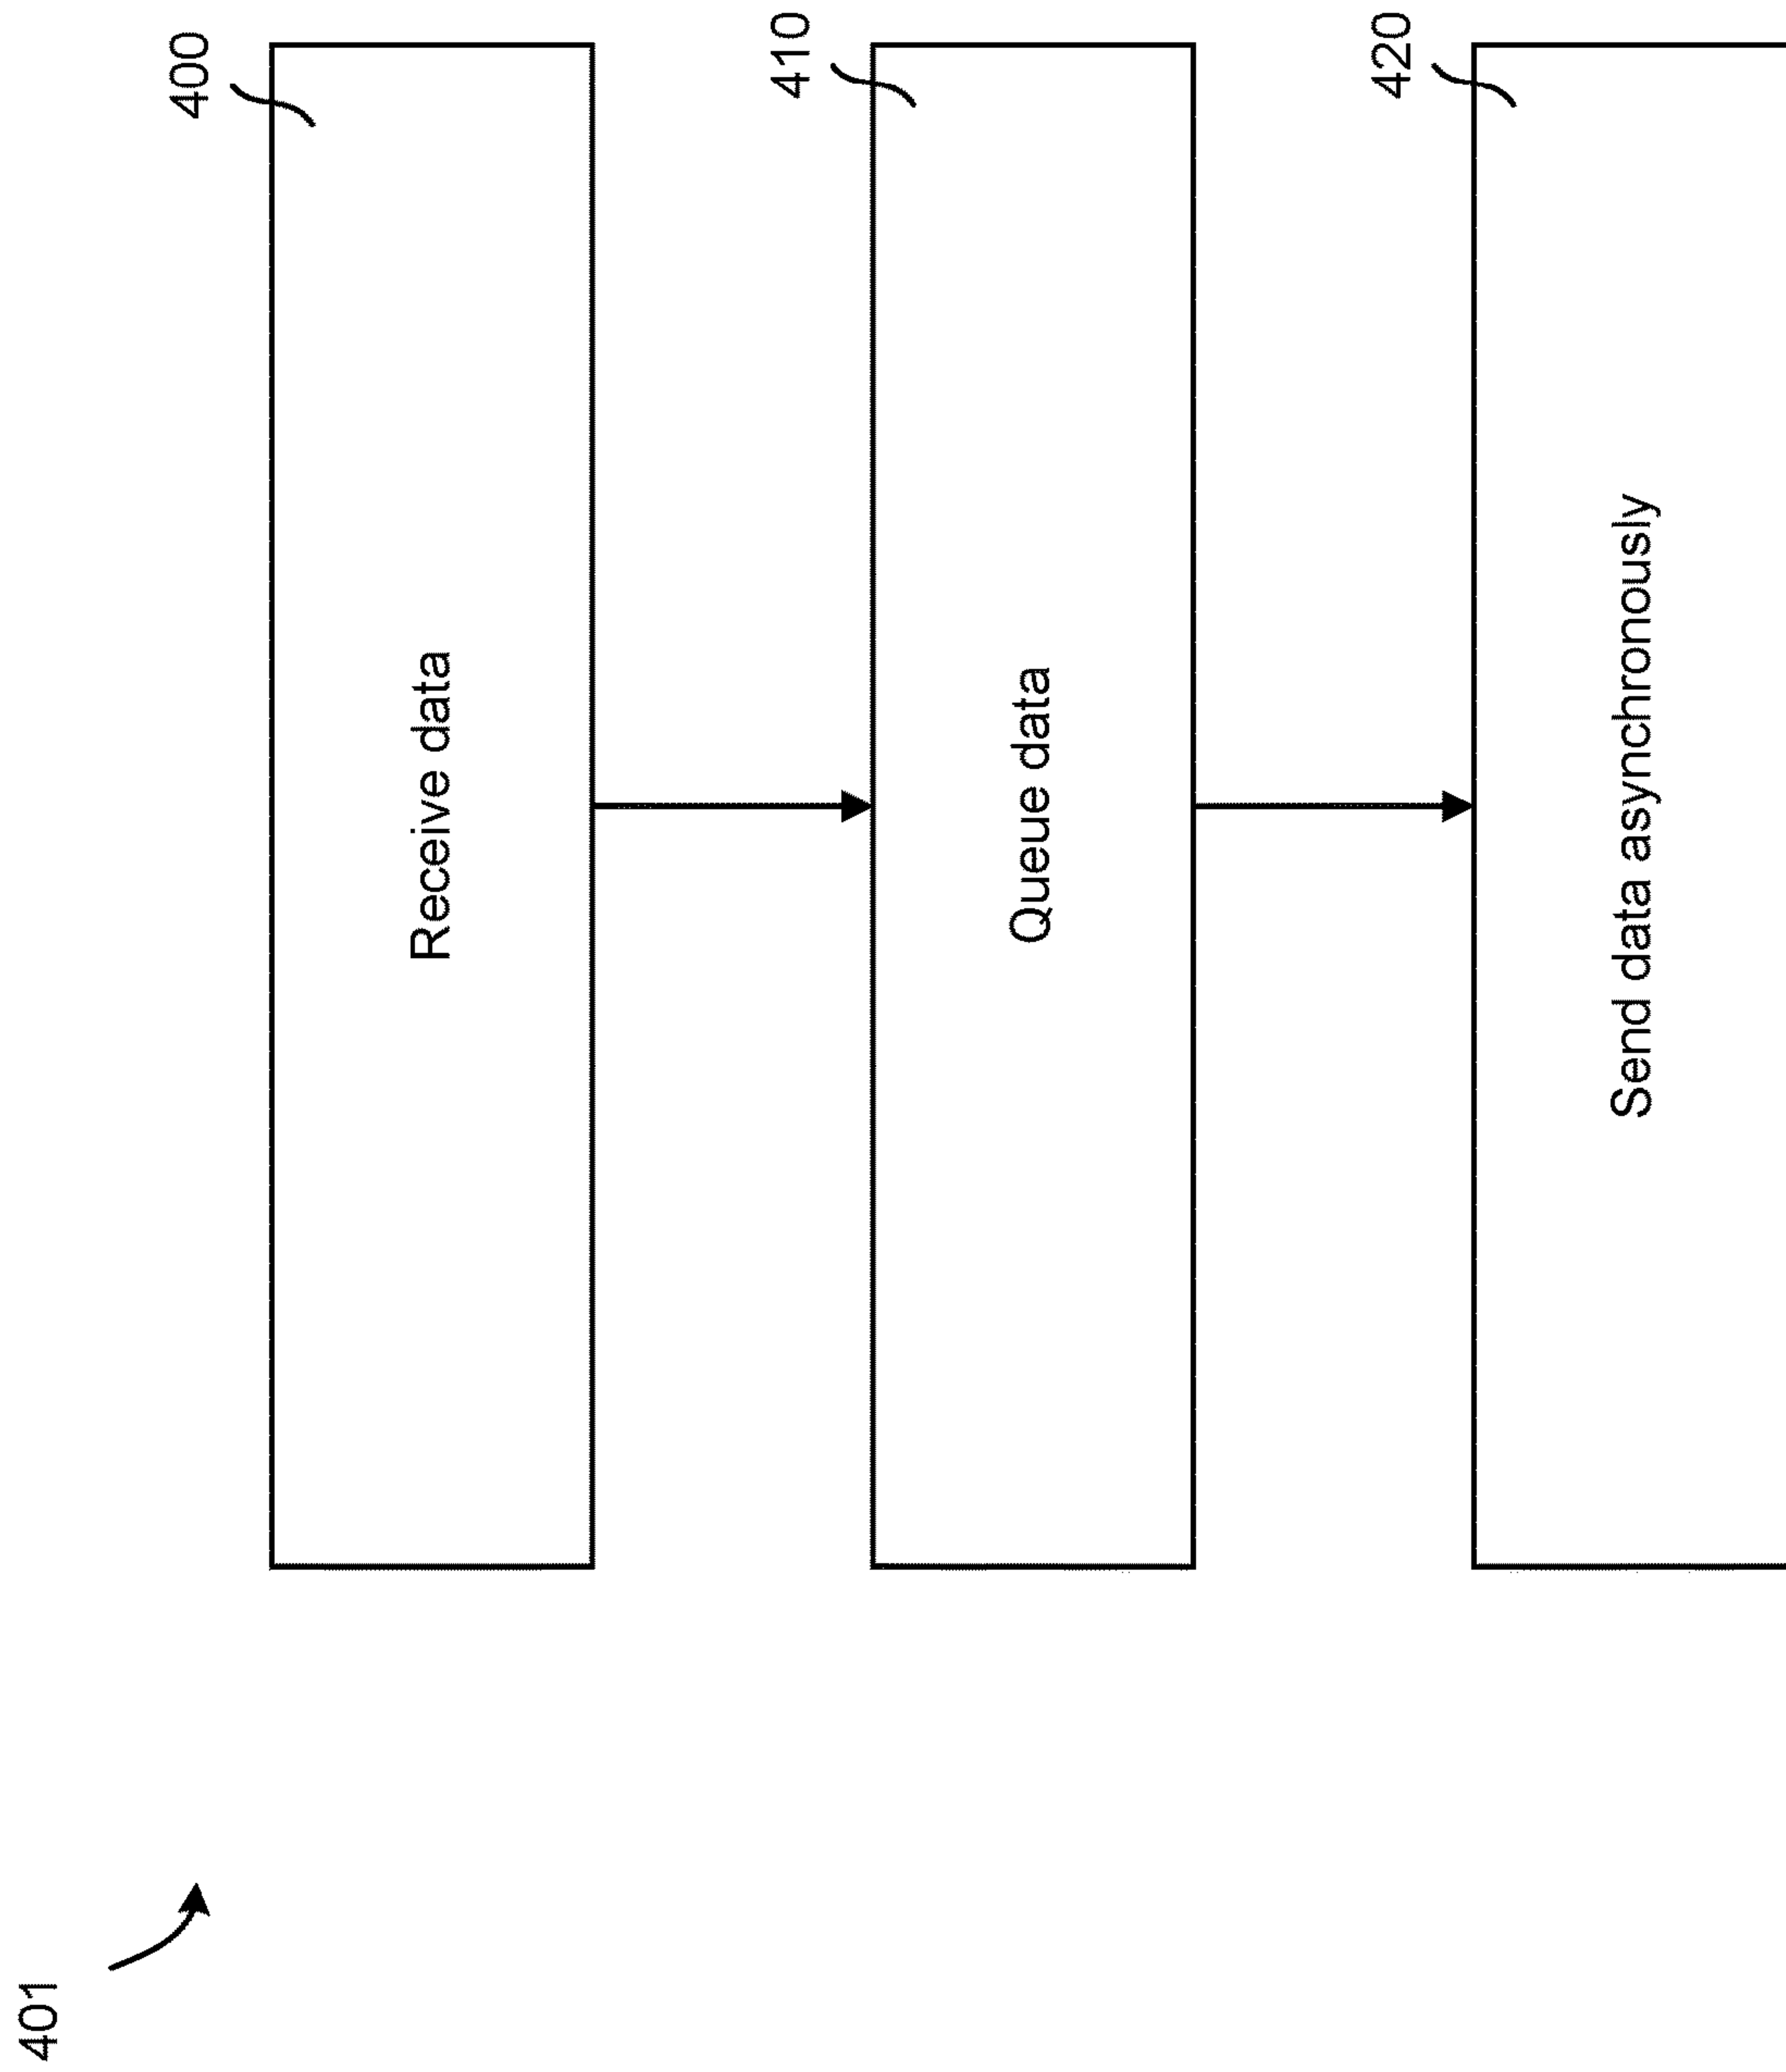 401
400
Receive data
410
Queue data
420
Send data asynchronously